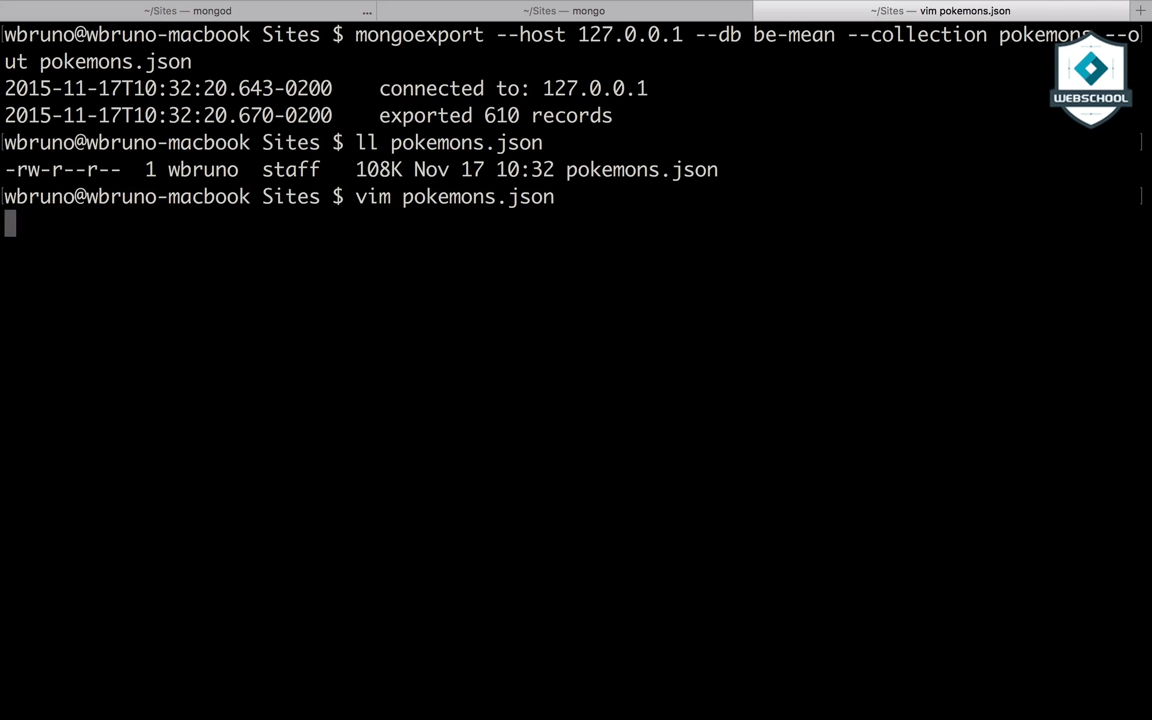 ~/Sites — mongod ... ~/Sites — mongo ~/Sites — vim pokemons.json +
wbruno@wbruno-macbook Sites $ mongoexport --host 127.0.0.1 --db be-mean --collection pokemons --o
ut pokemons.json
2015-11-17T10:32:20.643-0200 connected to: 127.0.0.1
2015-11-17T10:32:20.670-0200 exported 610 records
wbruno@wbruno-macbook Sites $ ll pokemons.json
-rw-r--r-- 1 wbruno staff 108K Nov 17 10:32 pokemons.json
wbruno@wbruno-macbook Sites $ vim pokemons.json
WEBSCHOOL